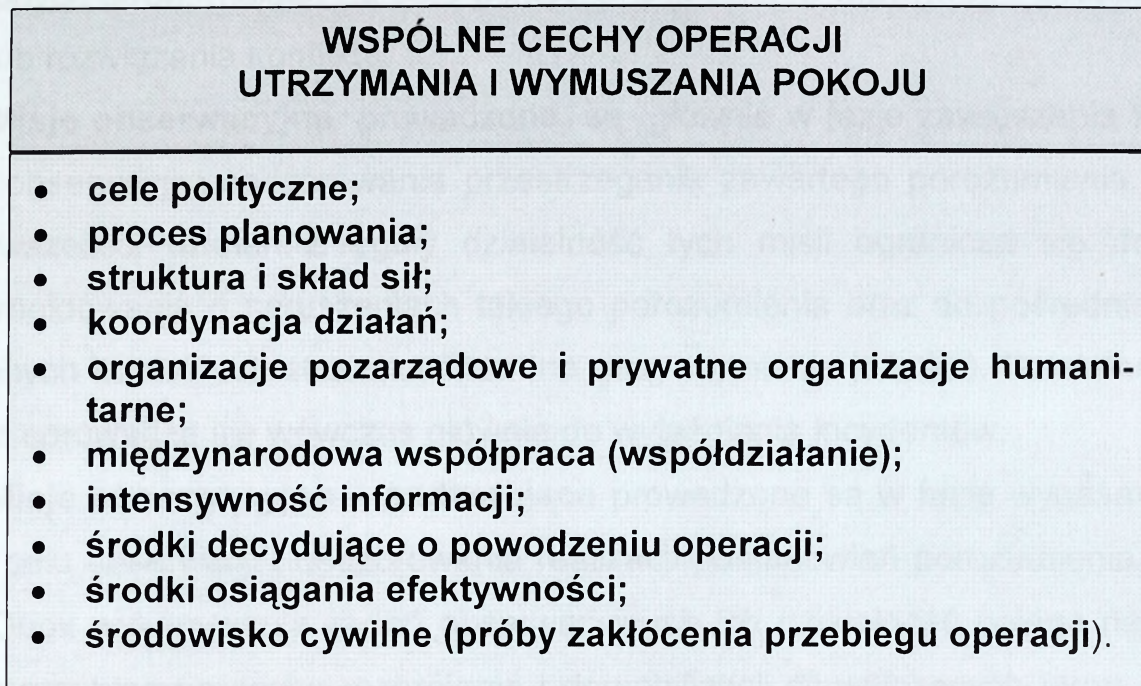 WSPÓLNE CECHY OPERACJI
UTRZYMANIA I WYMUSZANIA POKOJU
• cele polityczne;
• proces planowania;
• struktura i skład sił;
• koordynacja działań;
• organizacje pozarządowe i prywatne organizacje humani-
tarne;
• międzynarodowa współpraca (współdziałanie);
• intensywność informacji;
• środki decydujące o powodzeniu operacji;
• środki osiągania efektywności;
• środowisko cywilne (próby zakłócenia przebiegu operacji).